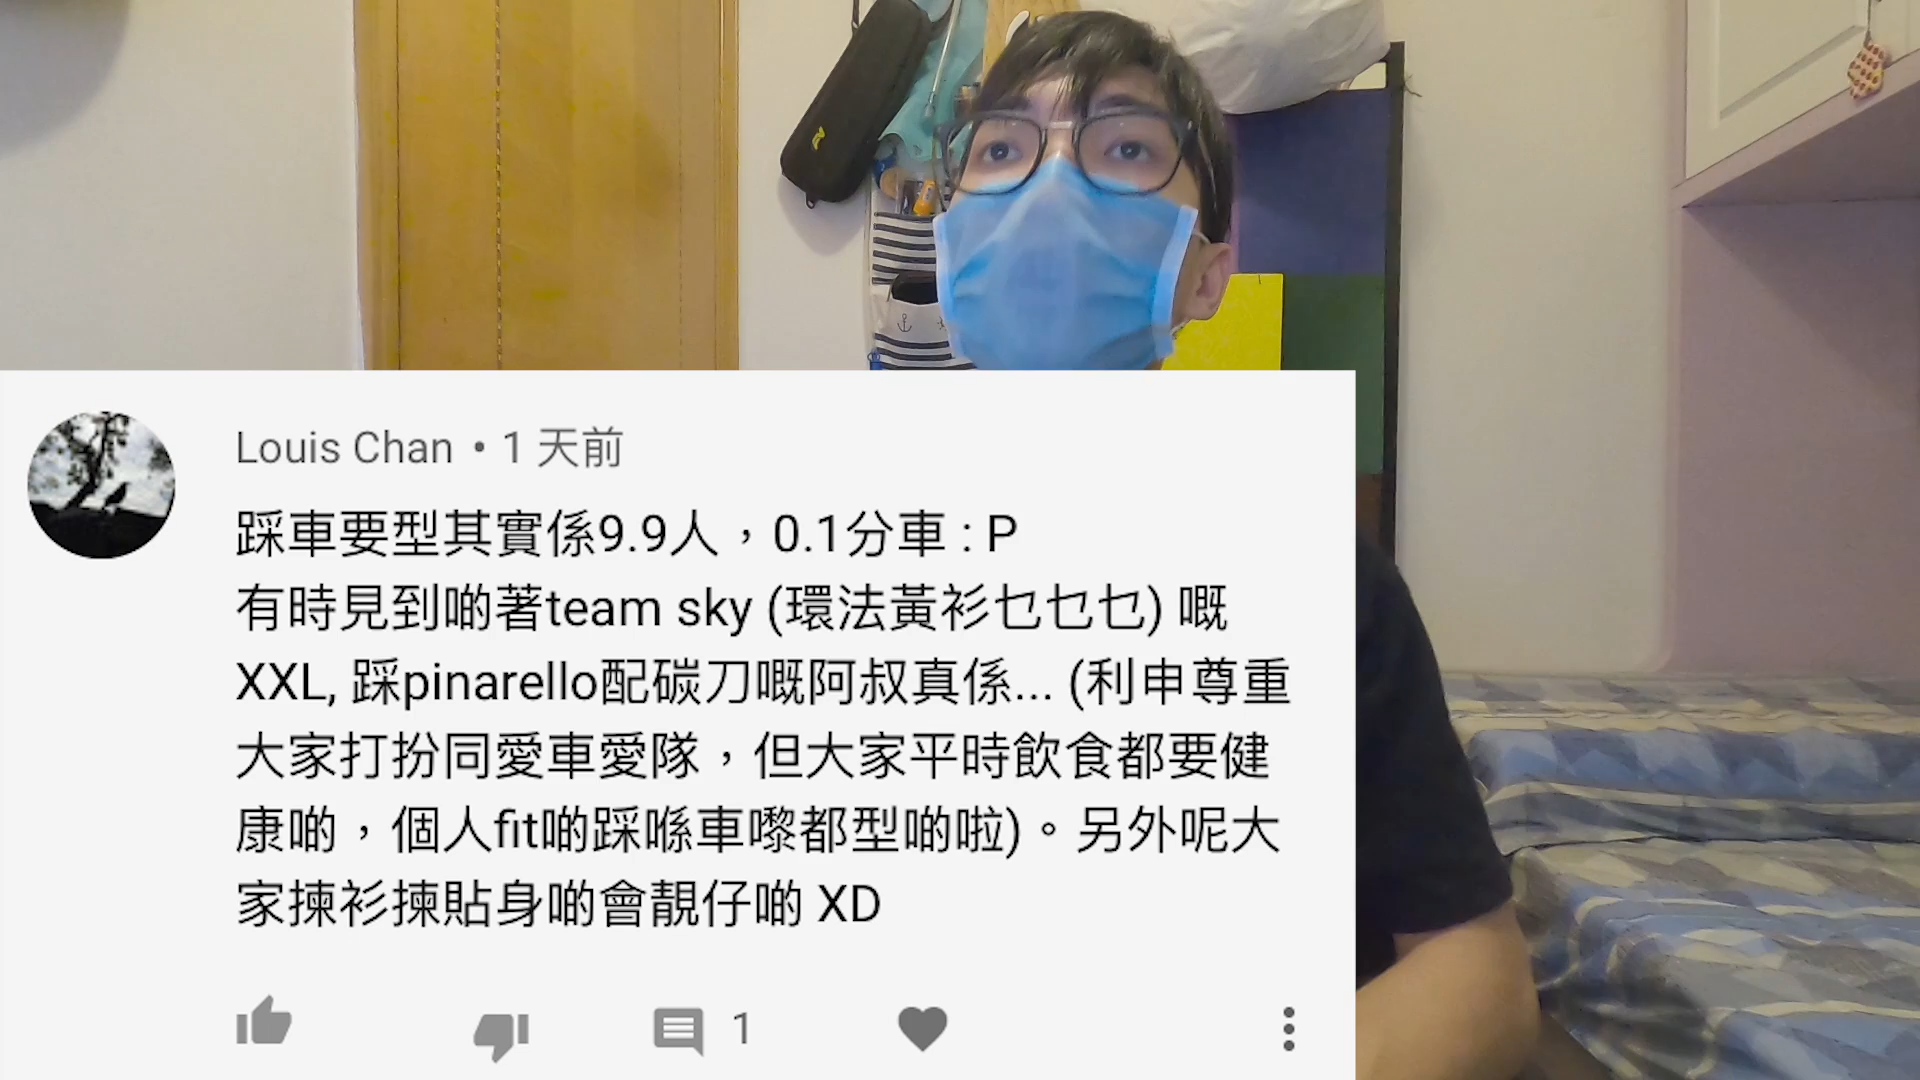 Louis Chan • 1 天前
踩車要型其實係9.9人，0.1分車 : P
有時見到啲著team sky (環法黃衫乜乜乜) 嘅
XXL, 踩pinarello配碳刀嘅阿叔真係... (利申尊重
大家打扮同愛車愛隊，但大家平時飲食都要健
康啲，個人fit啲踩喺車嚟都型啲啦)。另外呢大
家揀衫揀貼身啲會靚仔啲 XD
1